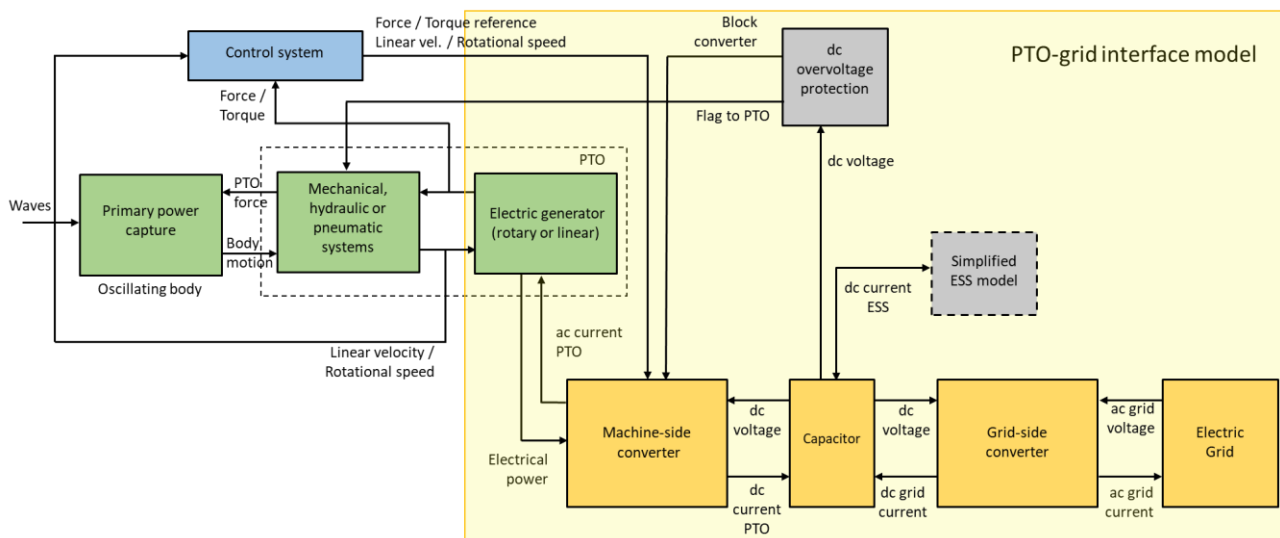 Force / Torque reference
Linear vel. / Rotational speed
Block
converter
Control system
dc
overvoltage
protection
PTO-grid interface model
Force /
Torque
Flag to PTO
dc voltage
PTO
Waves
Primary power
capture
PTO
force
Body
motion
Mechanical,
hydraulic or
pneumatic
systems
Electric generator
(rotary or linear)
Oscillating body
Simplified
ESS model
dc current
ESS
Linear velocity /
Rotational speed
ac current
PTO
Electrical
power
Machine-side
converter
dc
voltage
dc
current
PTO
Capacitor
dc
voltage
dc grid
current
Grid-side
converter
ac grid
voltage
ac grid
current
Electric
Grid